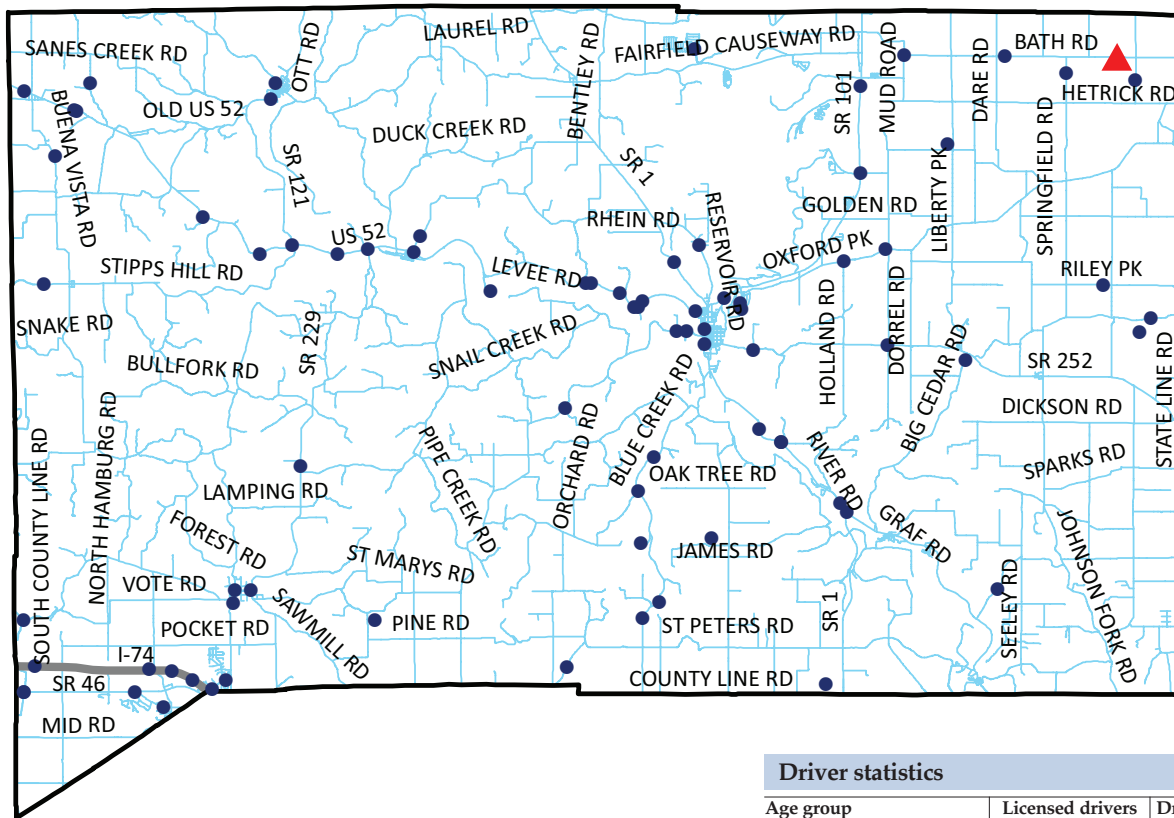 LAUREL RD
SANES CREEK RD
OTT RD
BENTLEY RD
FAIRFIELD CAUSEWAY RD
MUD ROAD
DARE RD
BATH RD
HETRICK RD
BUENA VISTA RD
OLD US 52
DUCK CREEK RD
SR 101
SR 1
SR 121
LIBERTY PK
SPRINGFIELD RD
GOLDEN RD
RHEIN RD
RESERVOIR RD
US 52
OXFORD PK
STIPPS HILL RD
LEVEE RD
RILEY PK
SNAKE RD
SR 229
SNAIL CREEK RD
HOLLAND RD
DORREL RD
BULLFORK RD
BIG CEDAR RD
SR 252
STATE LINE RD
NORTH HAMBURG RD
SOUTH COUNTY LINE RD
ORCHARD RD
BLUE CREEK RD
DICKSON RD
PIPE CREEK RD
OAK TREE RD
RIVER RD
SPARKS RD
LAMPING RD
FOREST RD
GRAF RD
JOHNSON FORK RD
JAMES RD
ST MARYS RD
VOTE RD
SAWMILL RD
SEELEY RD
POCKET RD
PINE RD
ST PETERS RD
SR 1
I-74
SR 46
COUNTY LINE RD
MID RD
Driver statistics
Age group Licensed drivers